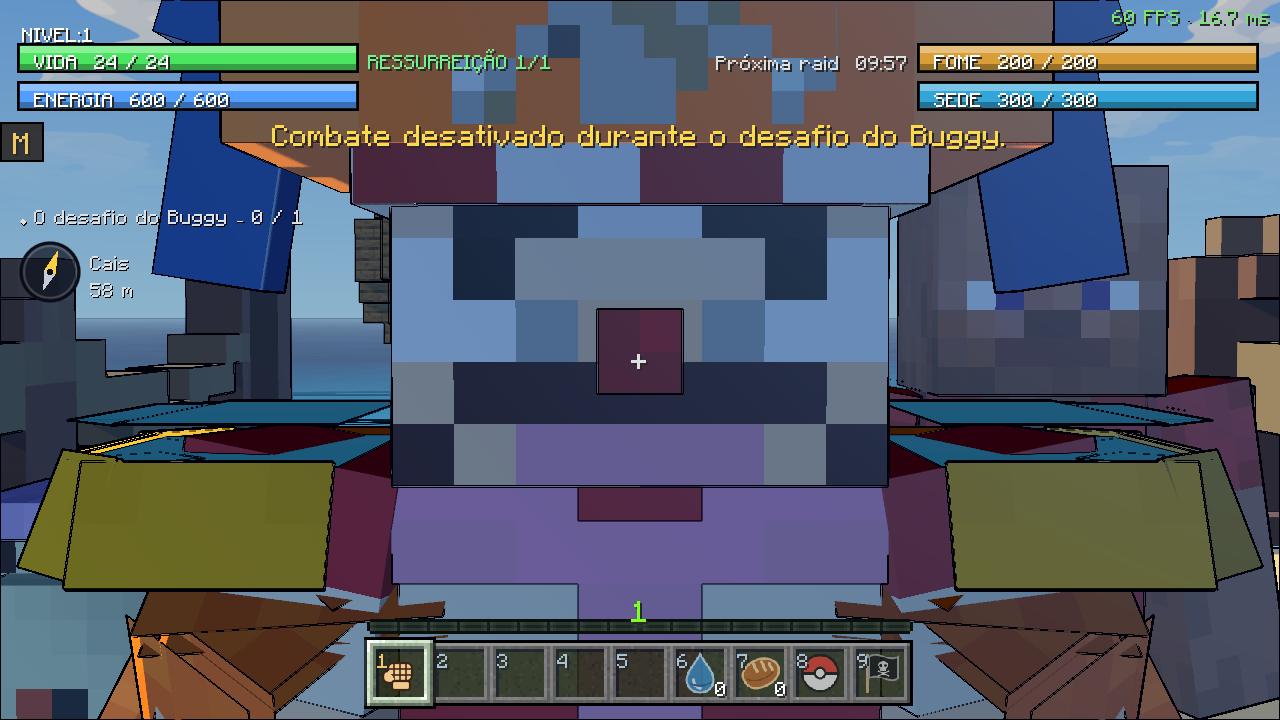 60 FPS . 16.7 ms
NIVEL:1
VIDA 24 / 24
RESSURREIÇÃO 1/1
Próxima raid 09:57
FOME 200 / 200
ENERGIA 600 / 600
SEDE 300 / 300
M
Combate desativado durante o desafio do Buggy.
. O desafio do Buggy - 0 / 1
Cais
58 m
1
1 2 3 4 5 6 7 8 9
0 0